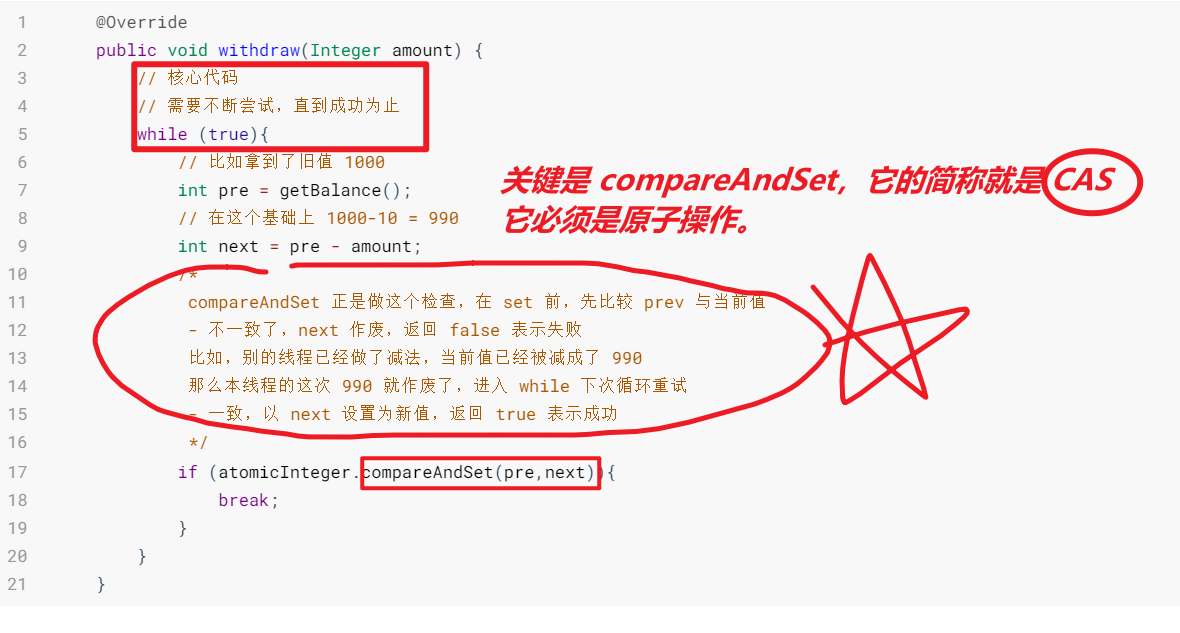 1 @Override
2 public void withdraw(Integer amount) {
3 // 核心代码
4 // 需要不断尝试，直到成功为止
5 while (true){
6 // 比如拿到了旧值 1000
7 int pre = getBalance();
8 // 在这个基础上 1000-10 = 990
9 int next = pre - amount;
关键是 compareAndSet，它的简称就是 CAS
它必须是原子操作。
10 /*
11 compareAndSet 正是做这个检查，在 set 前，先比较 prev 与当前值
12 - 不一致了，next 作废，返回 false 表示失败
13 比如，别的线程已经做了减法，当前值已经被减成了 990
14 那么本线程的这次 990 就作废了，进入 while 下次循环重试
15 - 一致，以 next 设置为新值，返回 true 表示成功
16 */
17 if (atomicInteger.compareAndSet(pre,next)){
18 break;
19 }
20 }
21 }